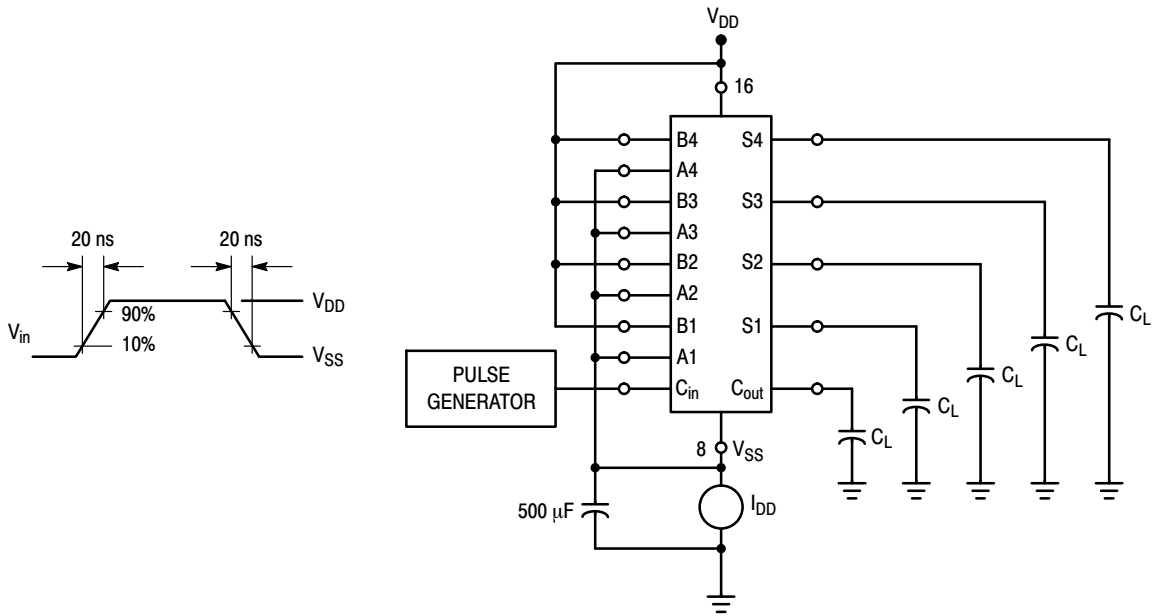 20 ns
20 ns
V_in
90%
10%
V_DD
V_SS
V_DD
16
B4
A4
B3
A3
B2
A2
B1
A1
C_in
S4
S3
S2
S1
C_out
PULSE
GENERATOR
8
V_SS
500 μF
I_DD
C_L
C_L
C_L
C_L
C_L